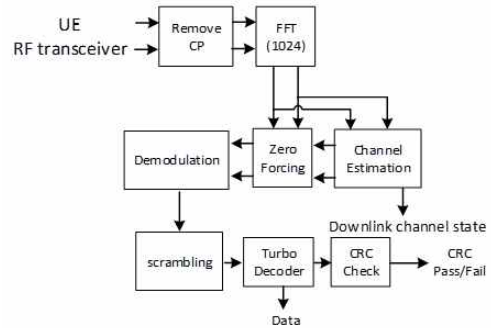 UE
RF transceiver
Remove
CP
FFT
(1024)
Demodulation
Zero
Forcing
Channel
Estimation
Downlink channel state
scrambling
Turbo
Decoder
CRC
Check
CRC
Pass/Fail
Data